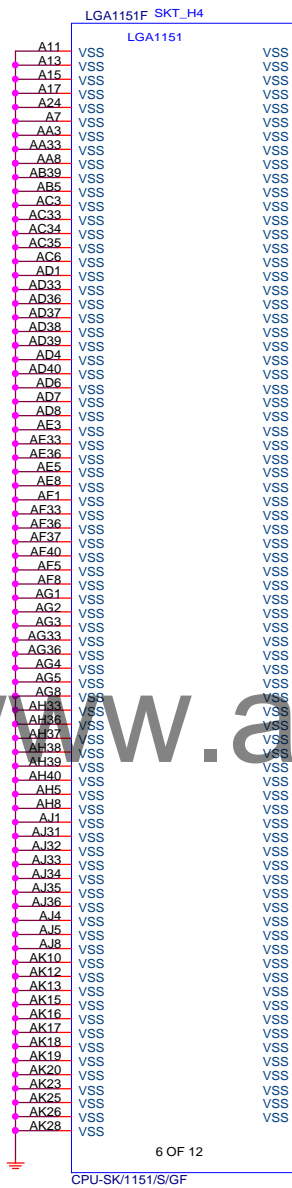 LGA1151F SKT_H4
LGA1151
A11 VSS VSS
A13 VSS VSS
A15 VSS VSS
A17 VSS VSS
A24 VSS VSS
A7 VSS VSS
AA3 VSS VSS
AA33 VSS VSS
AA8 VSS VSS
AB39 VSS VSS
AB5 VSS VSS
AC3 VSS VSS
AC33 VSS VSS
AC34 VSS VSS
AC35 VSS VSS
AC6 VSS VSS
AD1 VSS VSS
AD33 VSS VSS
AD36 VSS VSS
AD37 VSS VSS
AD38 VSS VSS
AD39 VSS VSS
AD4 VSS VSS
AD40 VSS VSS
AD6 VSS VSS
AD7 VSS VSS
AD8 VSS VSS
AE3 VSS VSS
AE33 VSS VSS
AE36 VSS VSS
AE5 VSS VSS
AE8 VSS VSS
AF1 VSS VSS
AF33 VSS VSS
AF36 VSS VSS
AF37 VSS VSS
AF40 VSS VSS
AF5 VSS VSS
AF8 VSS VSS
AG1 VSS VSS
AG2 VSS VSS
AG3 VSS VSS
AG33 VSS VSS
AG36 VSS VSS
AG4 VSS VSS
AG5 VSS VSS
AG8 VSS VSS
AH33 VSS VSS
AH36 VSS VSS
AH37 VSS VSS
AH38 VSS VSS
AH39 VSS VSS
AH40 VSS VSS
AH5 VSS VSS
AH8 VSS VSS
AJ1 VSS VSS
AJ31 VSS VSS
AJ32 VSS VSS
AJ33 VSS VSS
AJ34 VSS VSS
AJ35 VSS VSS
AJ36 VSS VSS
AJ4 VSS VSS
AJ5 VSS VSS
AJ8 VSS VSS
AK10 VSS VSS
AK12 VSS VSS
AK13 VSS VSS
AK15 VSS VSS
AK16 VSS VSS
AK17 VSS VSS
AK18 VSS VSS
AK19 VSS VSS
AK20 VSS VSS
AK23 VSS VSS
AK25 VSS VSS
AK26 VSS VSS
AK28 VSS
6 OF 12
CPU-SK/1151/S/GF